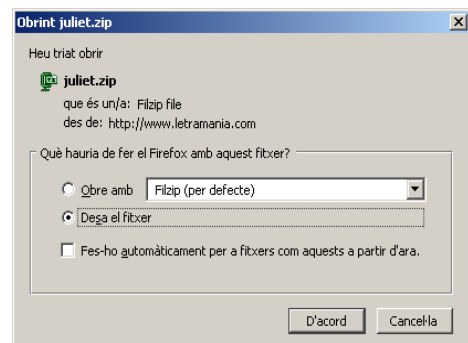 Obrint juliet.zip
Heu triat obrir
juliet.zip
que és un/a: Filzip file
des de: http://www.letramania.com
Què hauria de fer el Firefox amb aquest fitxer?
Obre amb Filzip (per defecte)
Desa el fitxer
Fes-ho automàticament per a fitxers com aquests a partir d'ara.
D'acord Cancel·la